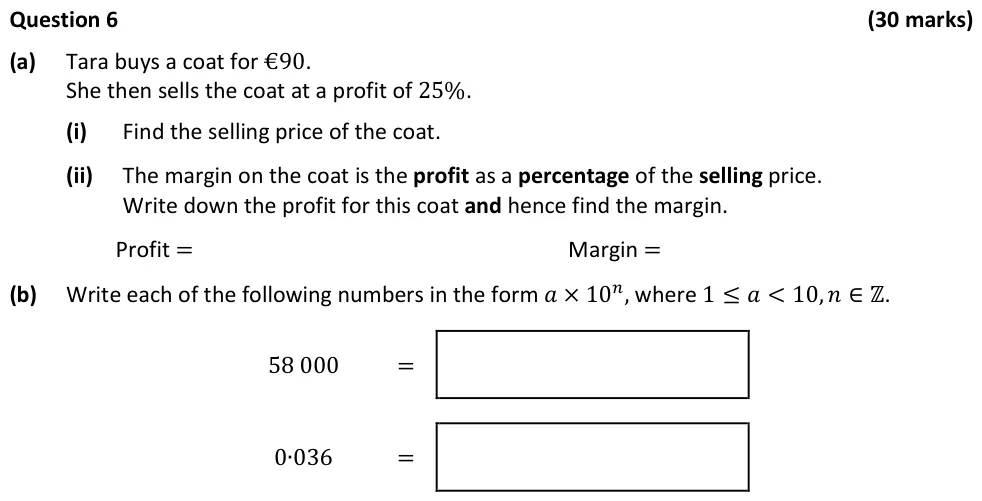 Question 6 (30 marks)
(a) Tara buys a coat for €90.
She then sells the coat at a profit of 25%.
(i) Find the selling price of the coat.
(ii) The margin on the coat is the profit as a percentage of the selling price.
Write down the profit for this coat and hence find the margin.
Profit = Margin =
(b) Write each of the following numbers in the form a × 10ⁿ, where 1 ≤ a < 10, n ∈ ℤ.
58 000 =
0·036 =